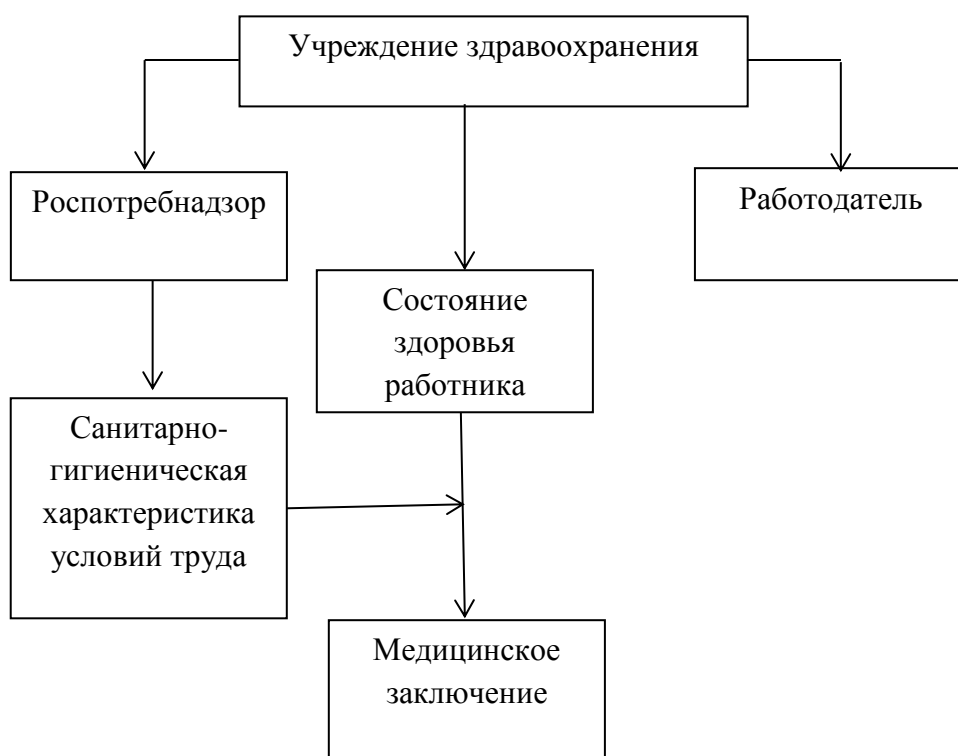 Учреждение здравоохранения
Роспотребнадзор
Работодатель
Состояние
здоровья
работника
Санитарно-
гигиеническая
характеристика
условий труда
Медицинское
заключение